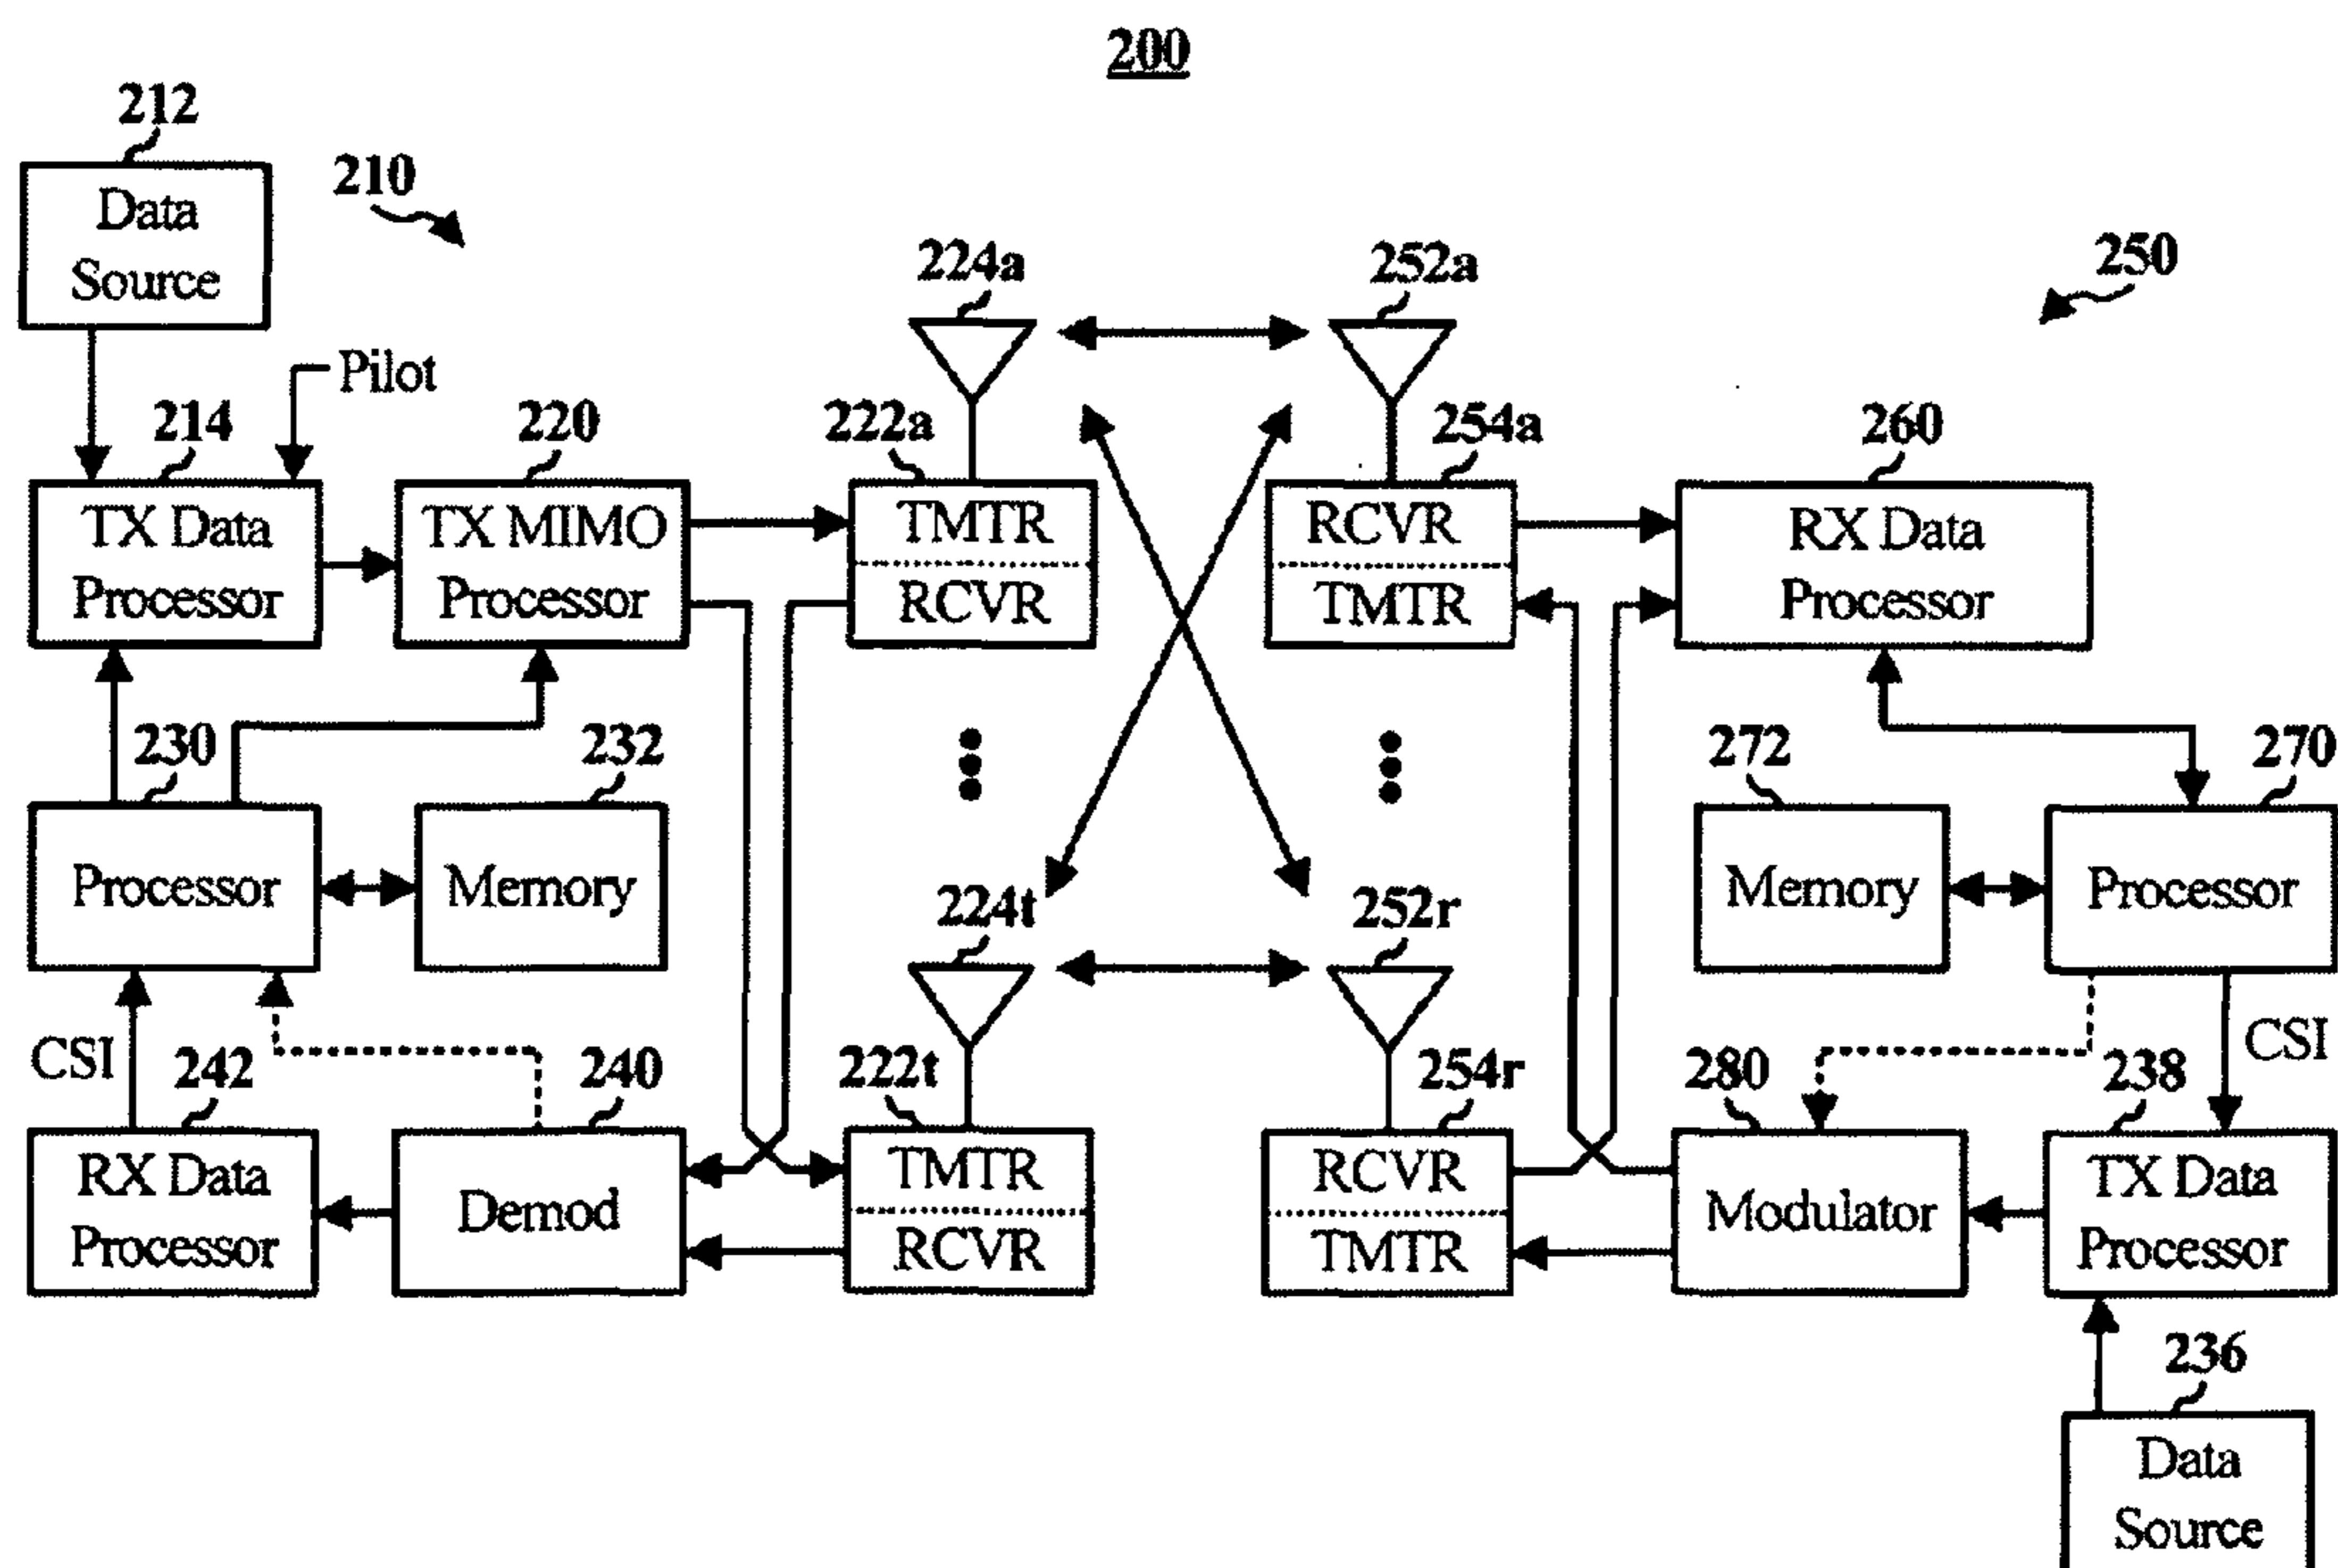 200
212
Data
Source
210
224a
252a
250
Pilot
214
220
222a
254a
260
TX Data
Processor
TX MIMO
Processor
TMTR
RCVR
RCVR
TMTR
RX Data
Processor
230
232
272
270
Processor
Memory
Memory
Processor
224t
252r
CSI
242
240
222t
254r
280
238
CSI
RX Data
Processor
Demod
TMTR
RCVR
RCVR
TMTR
Modulator
TX Data
Processor
236
Data
Source